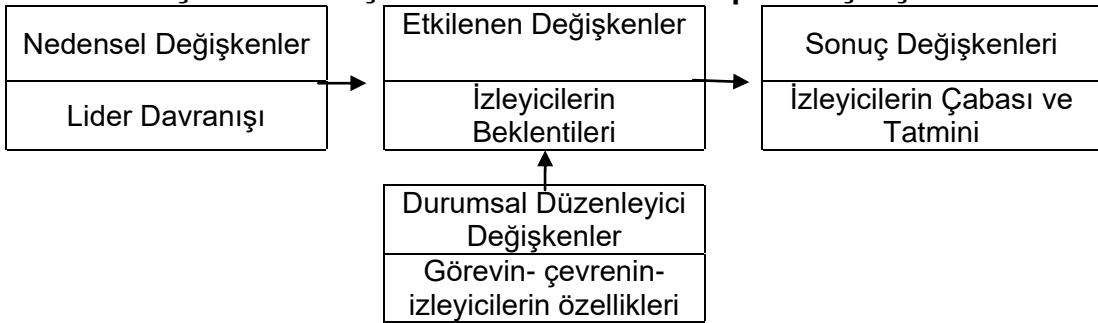 Nedensel Değişkenler
Lider Davranışı
Etkilenen Değişkenler
İzleyicilerin
Beklentileri
Sonuç Değişkenleri
İzleyicilerin Çabası ve
Tatmini
Durumsal Düzenleyici
Değişkenler
Görevin- çevrenin-
izleyicilerin özellikleri